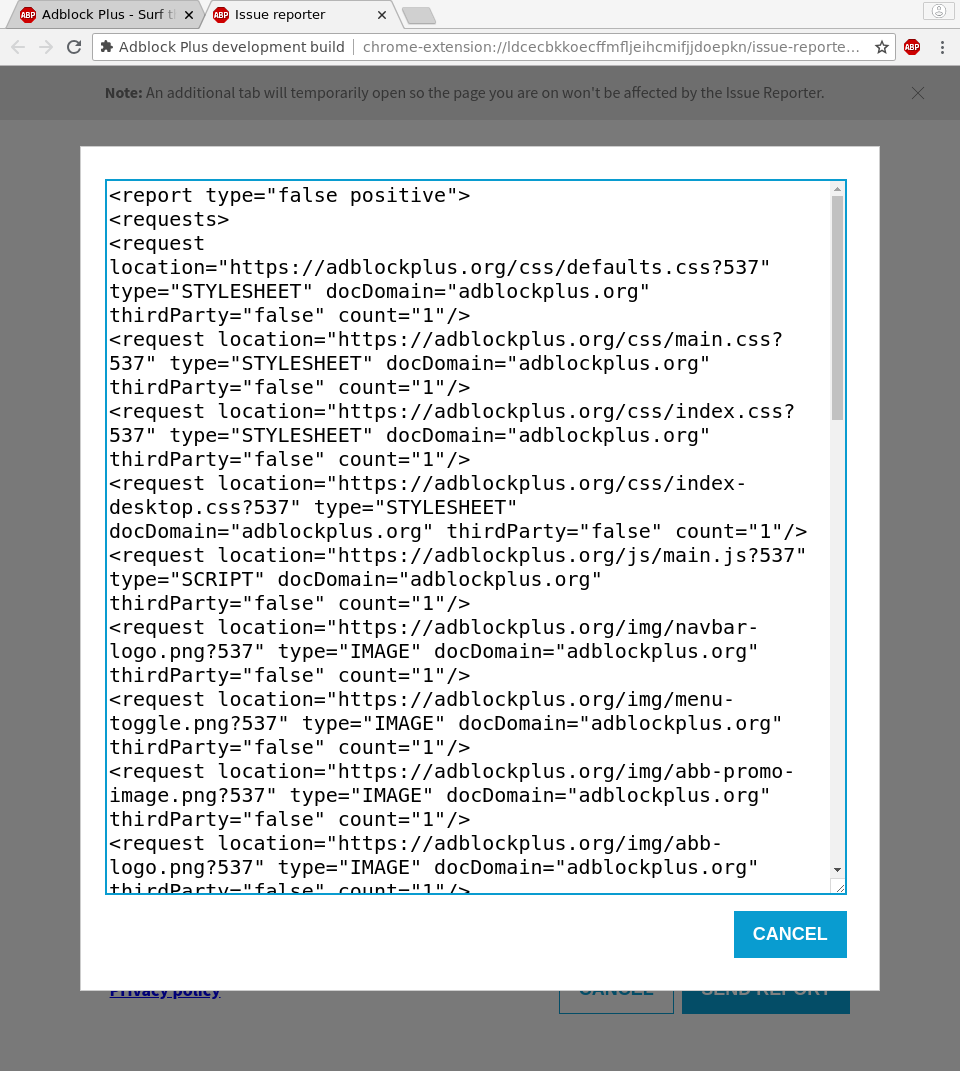 Adblock Plus - Surf t
Issue reporter
Adblock Plus development build
chrome-extension://ldcecbkkoecffmfljeihcmifjjdoepkn/issue-reporte...
ABP
Note: An additional tab will temporarily open so the page you are on won't be affected by the Issue Reporter.
<report type="false positive">
<requests>
<request
location="https://adblockplus.org/css/defaults.css?537"
type="STYLESHEET" docDomain="adblockplus.org"
thirdParty="false" count="1"/>
<request location="https://adblockplus.org/css/main.css?
537" type="STYLESHEET" docDomain="adblockplus.org"
thirdParty="false" count="1"/>
<request location="https://adblockplus.org/css/index.css?
537" type="STYLESHEET" docDomain="adblockplus.org"
thirdParty="false" count="1"/>
<request location="https://adblockplus.org/css/index-
desktop.css?537" type="STYLESHEET"
docDomain="adblockplus.org" thirdParty="false" count="1"/>
<request location="https://adblockplus.org/js/main.js?537"
type="SCRIPT" docDomain="adblockplus.org"
thirdParty="false" count="1"/>
<request location="https://adblockplus.org/img/navbar-
logo.png?537" type="IMAGE" docDomain="adblockplus.org"
thirdParty="false" count="1"/>
<request location="https://adblockplus.org/img/menu-
toggle.png?537" type="IMAGE" docDomain="adblockplus.org"
thirdParty="false" count="1"/>
<request location="https://adblockplus.org/img/abb-promo-
image.png?537" type="IMAGE" docDomain="adblockplus.org"
thirdParty="false" count="1"/>
<request location="https://adblockplus.org/img/abb-
logo.png?537" type="IMAGE" docDomain="adblockplus.org"
thirdParty="false" count="1"/>
CANCEL
Privacy policy
CANCEL
SEND REPORT